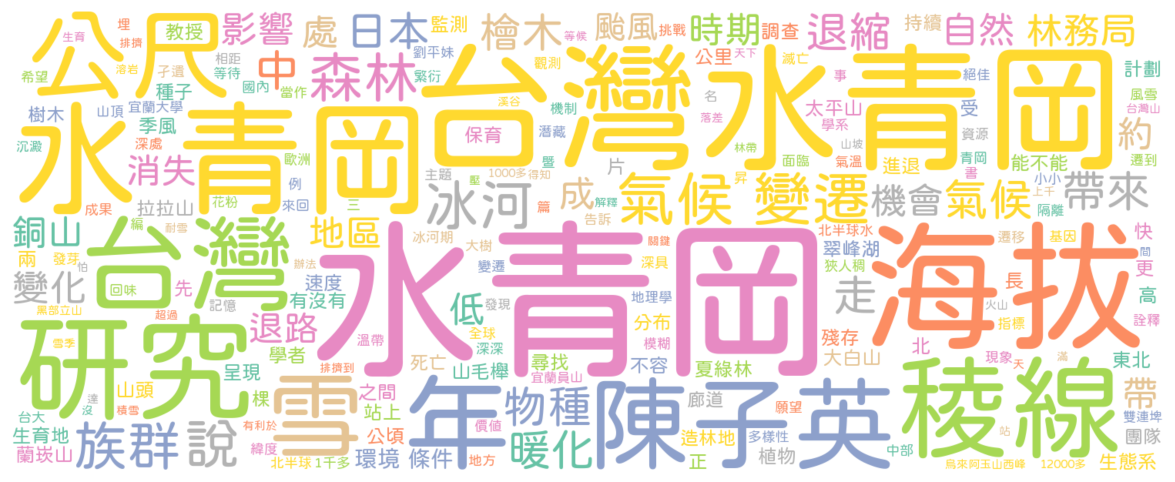 生育 埋 排擠 教授 影響 處 日本 監測 檜木 颱風 挑戰 時期 調查 退縮 持續 自然 林務局
公尺 溶岩 希望 相距 等待 孑遺 種子 國內 中 森林 劉平妹 繁衍 當作 觀測 等候 天下 公里 滅亡 事 絕佳 計劃
台灣水青岡 溪谷 機制 名 落差 太平山 學系 受 風雪 台灣山
樹木 山頂 宜蘭大學 季風 水青岡 保育 潛藏 片 林帶 山坡 資源 約
沉澱 深處 消失 歐洲 暨 面臨 氣溫 進退 青岡 書 能不能 遷到
成果 拉拉山 花粉 例 來回 三 主題 1000多 得知 壓 冰河 成 解釋 氣候變遷 昇 機會 氣候 小小 上千 隔離 帶來
銅山 編 耐雪 台灣 地區 冰河期 大樹 篇 告訴 關鍵 北半球水 翠峰湖 遷移 基因 快
兩 發芽 伯 回味 辦法 水青岡 變遷 深具 狹人稠 海拔 間 更
變化 先 記憶 速度 有沒有 低 發現 地理學 走 長 火山 高
黑部立山 超過 研究 退路 溫帶 全球 分布 模糊 殘存 北 指標 詮釋
雪季 學者 排擠到 死亡 深深 尋找 大白山 現象 天 滿 東北
山頭 呈現 雪 之間 山毛櫸 宜蘭員山 不容 夏綠林 稜線 帶
台大 達 沒 積雪 棵 站上 年 價值 物種 陳子英 廊道 願望 雙連埤
生育地 族群 說 有利於 公頃 暖化 造林地 多樣性 站 團隊
蘭崁山 緯度 北半球 1千多 環境 條件 地方 正 植物 中部 烏來阿玉山西峰 12000多 生態系